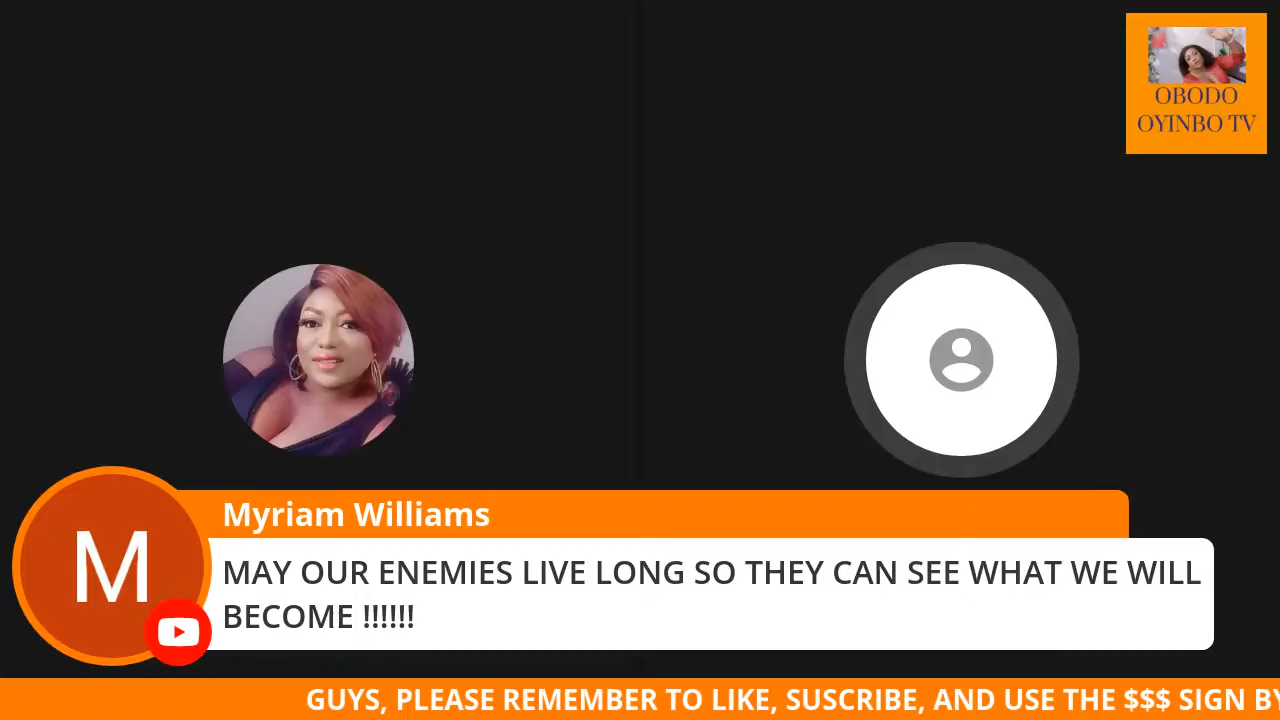 OBODO
OYINBO TV
M
Myriam Williams
MAY OUR ENEMIES LIVE LONG SO THEY CAN SEE WHAT WE WILL
BECOME !!!!!!
GUYS, PLEASE REMEMBER TO LIKE, SUSCRIBE, AND USE THE $$$ SIGN BY